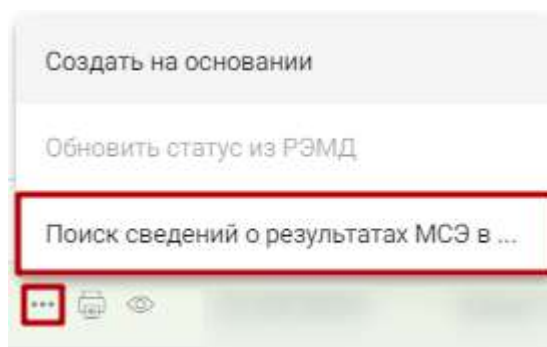 Создать на основании
Обновить статус из РЭМД
Поиск сведений о результатах МСЭ в ...